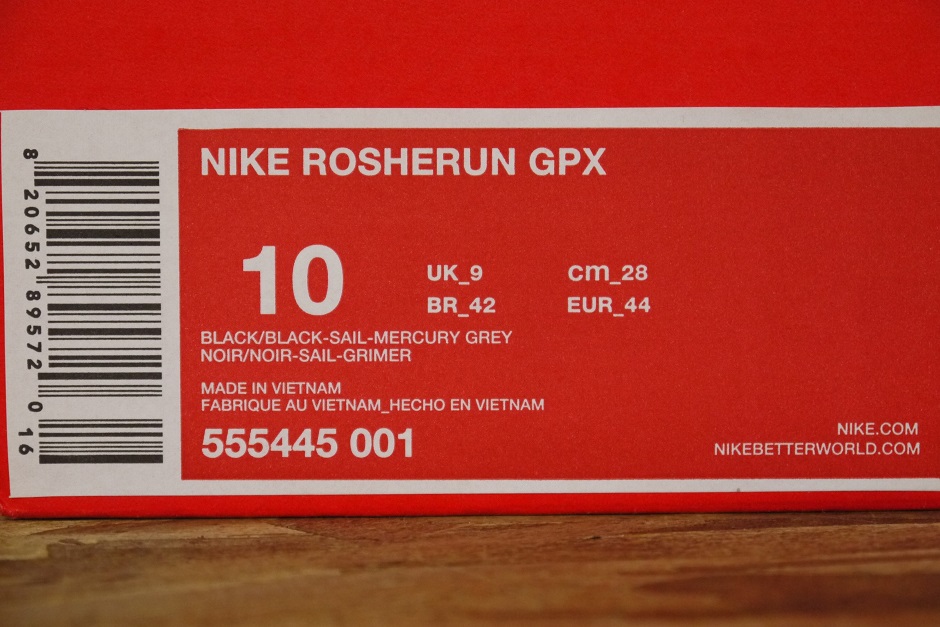 8 20652 89572 0 16
NIKE ROSHERUN GPX
10
UK_9 cm_28
BR_42 EUR_44
BLACK/BLACK-SAIL-MERCURY GREY
NOIR/NOIR-SAIL-GRIMER
MADE IN VIETNAM
FABRIQUE AU VIETNAM_HECHO EN VIETNAM
555445 001
NIKE.COM
NIKEBETTERWORLD.COM